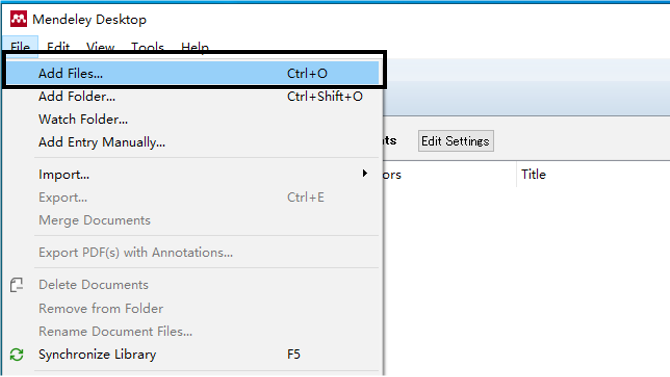 Mendeley Desktop
File Edit View Tools Help
Add Files... Ctrl+O
Add Folder... Ctrl+Shift+O
Watch Folder...
Add Entry Manually...
Edit Settings
Import...
Title
Export... Ctrl+E
Merge Documents
Export PDF(s) with Annotations...
Delete Documents
Remove from Folder
Rename Document Files...
Synchronize Library F5